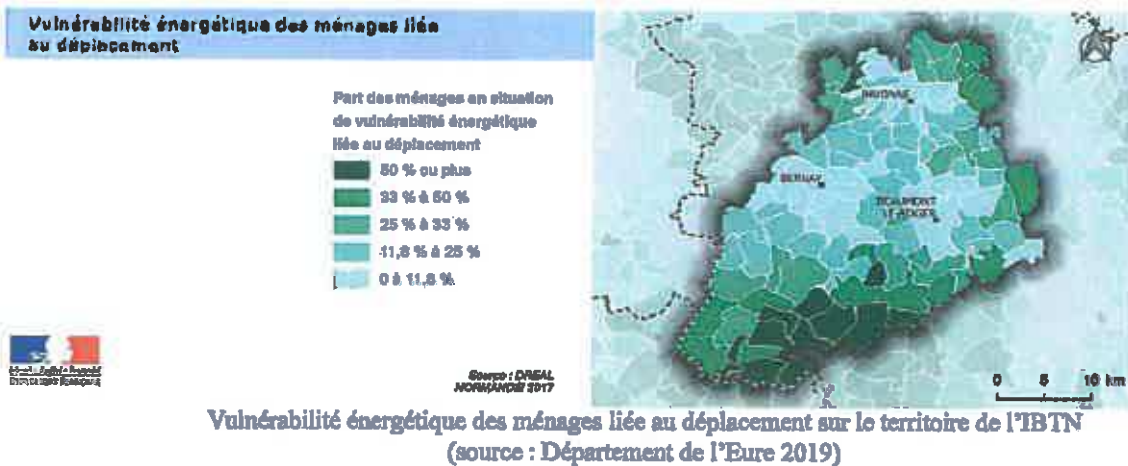 Vulnérabilité énergétique des ménages liée
au déplacement
Part des ménages en situation
de vulnérabilité énergétique
liée au déplacement
50 % ou plus
33 % à 50 %
25 % à 33 %
11,8 % à 25 %
0 à 11,8 %
BRIONNE
BERNAY
BEAUMONT
LE-ROGER
0 5 10 km
Source : DREAL
NORMANDIE 2017
Vulnérabilité énergétique des ménages liée au déplacement sur le territoire de l'IBTN
(source : Département de l'Eure 2019)